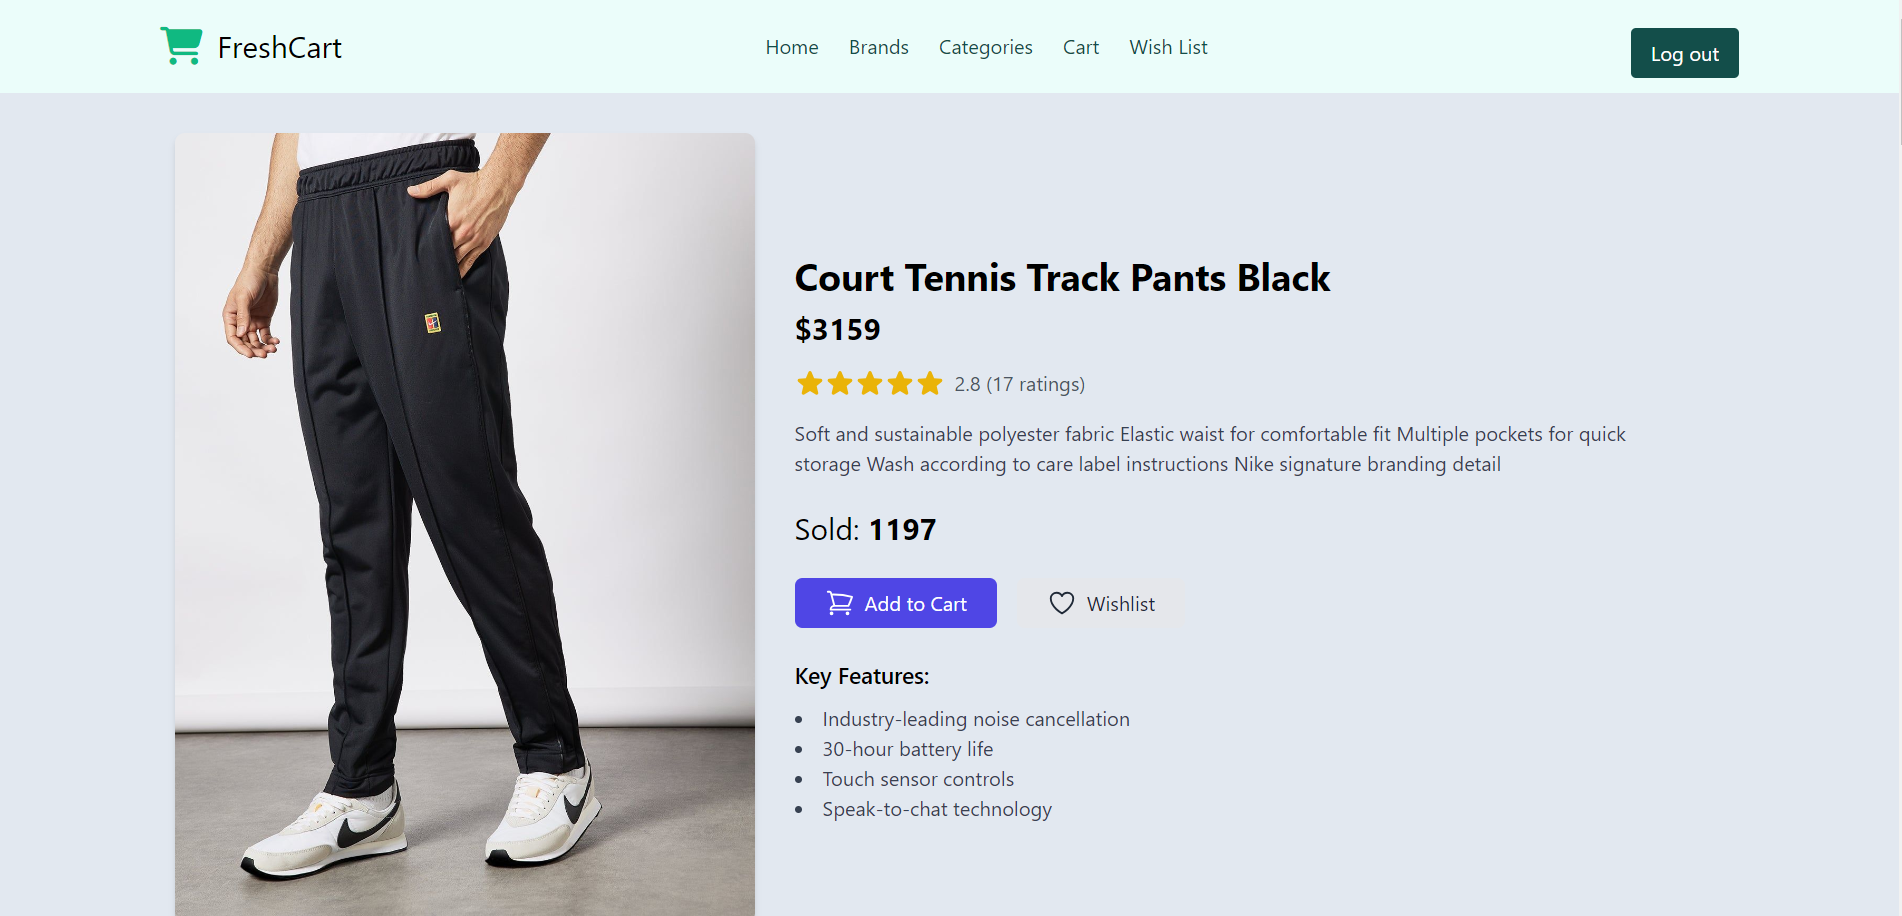 FreshCart
Home Brands Categories Cart Wish List
Log out
Court Tennis Track Pants Black
$3159
2.8 (17 ratings)
Soft and sustainable polyester fabric Elastic waist for comfortable fit Multiple pockets for quick
storage Wash according to care label instructions Nike signature branding detail
Sold: 1197
Add to Cart
Wishlist
Key Features:
• Industry-leading noise cancellation
• 30-hour battery life
• Touch sensor controls
• Speak-to-chat technology